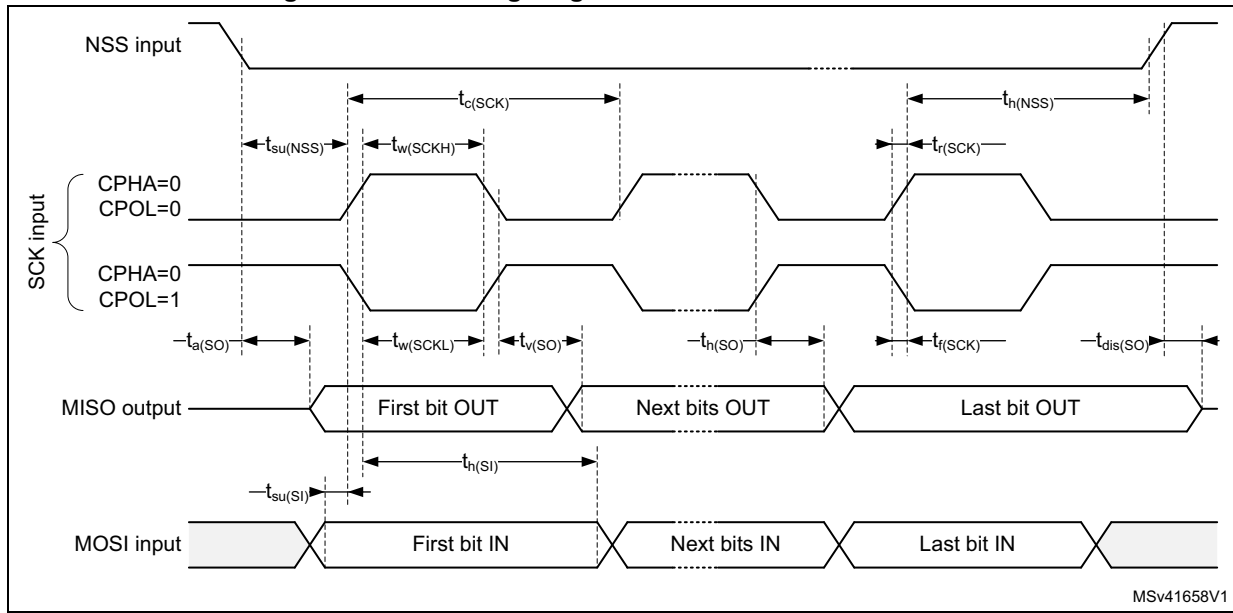 NSS input
tc(SCK)
th(NSS)
tsu(NSS)
tw(SCKH)
tr(SCK)
CPHA=0
CPOL=0
SCK input
CPHA=0
CPOL=1
ta(SO)
tw(SCKL)
tv(SO)
th(SO)
tf(SCK)
tdis(SO)
MISO output
First bit OUT
Next bits OUT
Last bit OUT
th(SI)
tsu(SI)
MOSI input
First bit IN
Next bits IN
Last bit IN
MSv41658V1